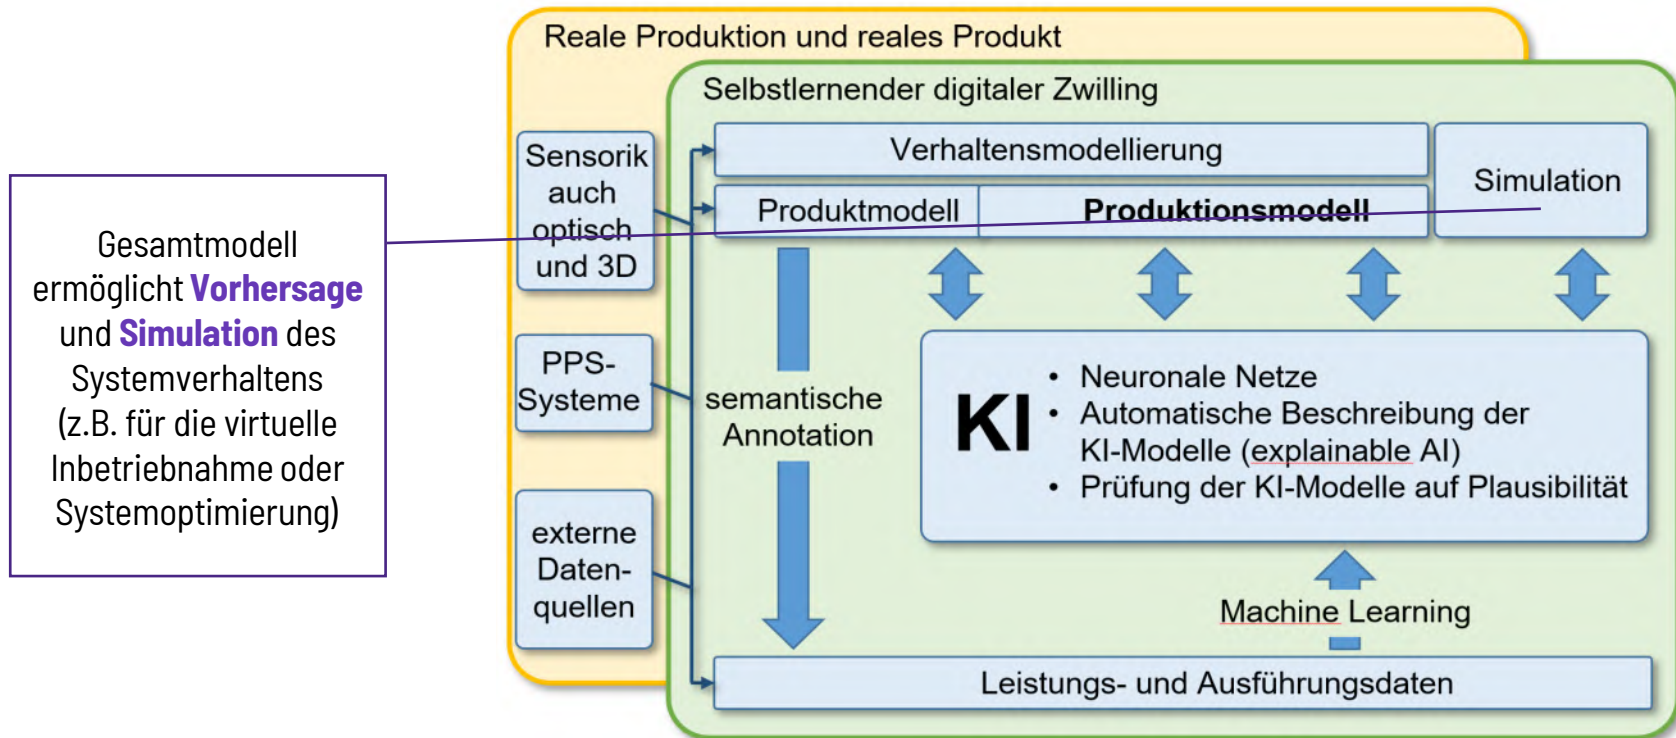 Reale Produktion und reales Produkt
Selbstlernender digitaler Zwilling
Gesamtmodell
ermöglicht Vorhersage
und Simulation des
Systemverhaltens
(z.B. für die virtuelle
Inbetriebnahme oder
Systemoptimierung)
Sensorik
auch
optisch
und 3D
PPS-
Systeme
externe
Daten-
quellen
Verhaltensmodellierung
Produktmodell
Produktionsmodell
Simulation
semantische
Annotation
KI
• Neuronale Netze
• Automatische Beschreibung der
KI-Modelle (explainable AI)
• Prüfung der KI-Modelle auf Plausibilität
Machine Learning
Leistungs- und Ausführungsdaten